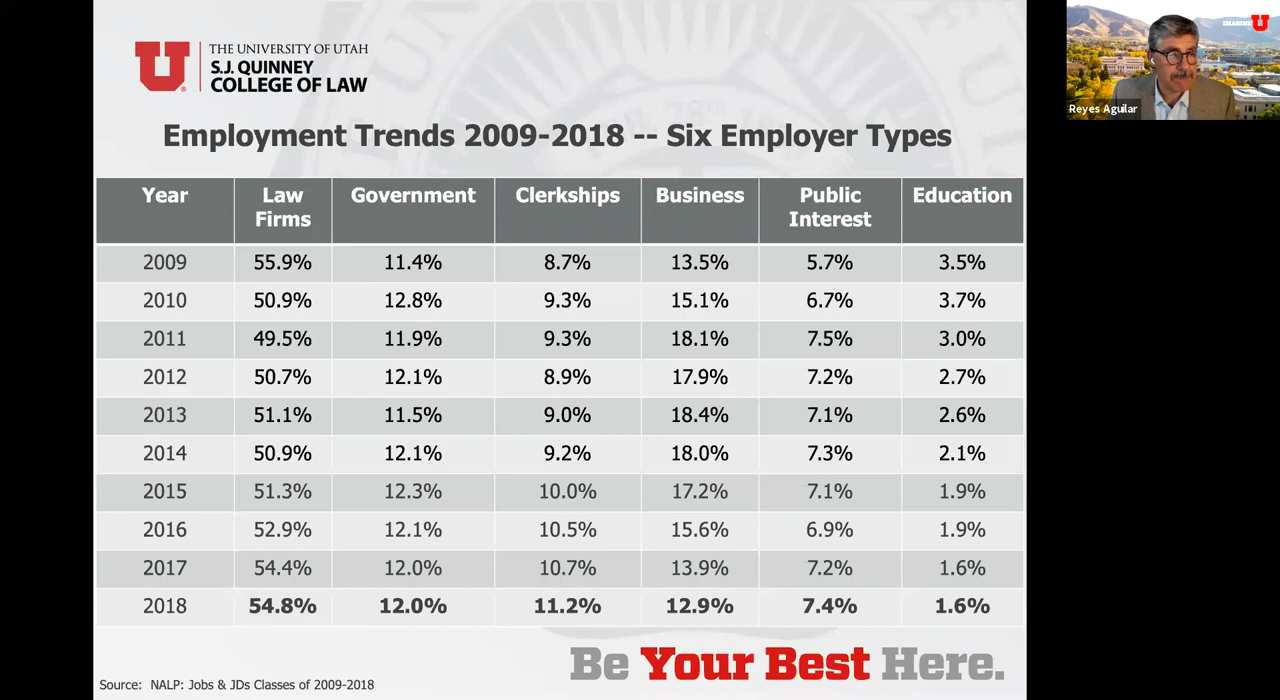 THE UNIVERSITY OF UTAH
S.J. QUINNEY
COLLEGE OF LAW
Employment Trends 2009-2018 -- Six Employer Types
Year Law Firms Government Clerkships Business Public Interest Education
2009 55.9% 11.4% 8.7% 13.5% 5.7% 3.5%
2010 50.9% 12.8% 9.3% 15.1% 6.7% 3.7%
2011 49.5% 11.9% 9.3% 18.1% 7.5% 3.0%
2012 50.7% 12.1% 8.9% 17.9% 7.2% 2.7%
2013 51.1% 11.5% 9.0% 18.4% 7.1% 2.6%
2014 50.9% 12.1% 9.2% 18.0% 7.3% 2.1%
2015 51.3% 12.3% 10.0% 17.2% 7.1% 1.9%
2016 52.9% 12.1% 10.5% 15.6% 6.9% 1.9%
2017 54.4% 12.0% 10.7% 13.9% 7.2% 1.6%
2018 54.8% 12.0% 11.2% 12.9% 7.4% 1.6%
Be Your Best Here.
Source: NALP: Jobs & JDs Classes of 2009-2018
Reyes Aguilar